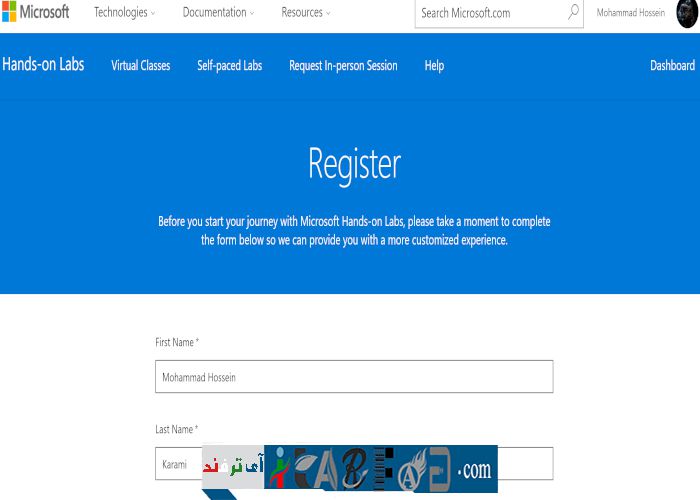 Microsoft Technologies Documentation Resources Search Microsoft.com Mohammad Hossein
Hands-on Labs Virtual Classes Self-paced Labs Request In-person Session Help Dashboard
Register
Before you start your journey with Microsoft Hands-on Labs, please take a moment to complete
the form below so we can provide you with a more customized experience.
First Name *
Mohammad Hossein
Last Name *
Karami
آی ترفند
.com